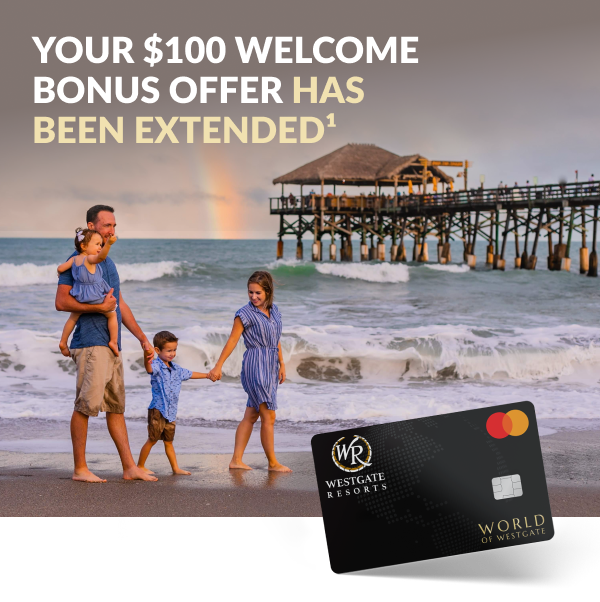 YOUR $100 WELCOME
BONUS OFFER HAS
BEEN EXTENDED¹
WR
WESTGATE
RESORTS
WORLD
OF WESTGATE